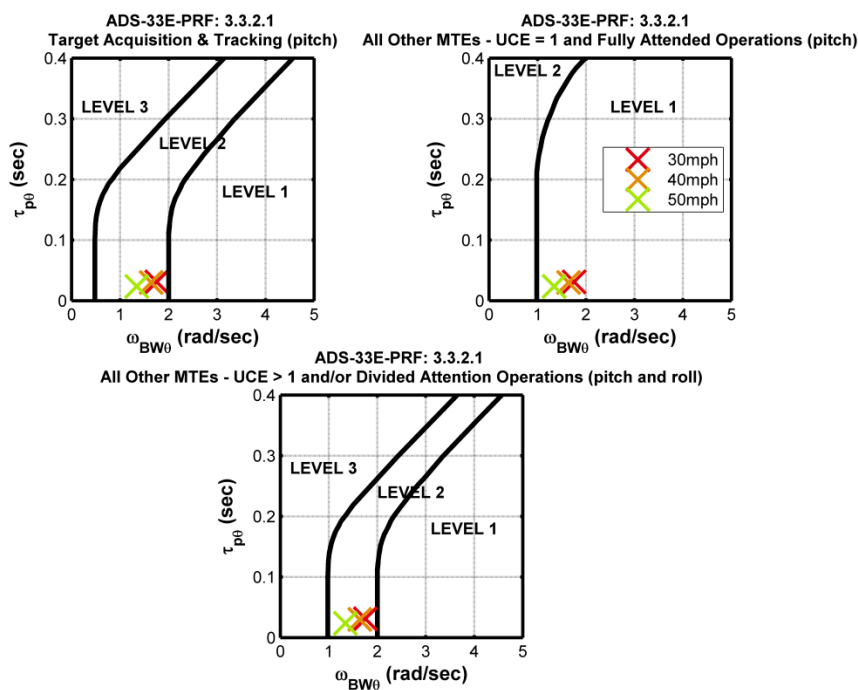 ADS-33E-PRF: 3.3.2.1
Target Acquisition & Tracking (pitch)
0.4
0.3
0.2
0.1
0
τpθ (sec)
LEVEL 3
LEVEL 2
LEVEL 1
0 1 2 3 4 5
ωBWθ (rad/sec)
ADS-33E-PRF: 3.3.2.1
All Other MTEs - UCE = 1 and Fully Attended Operations (pitch)
0.4
0.3
0.2
0.1
0
τpθ (sec)
LEVEL 2
LEVEL 1
30mph
40mph
50mph
0 1 2 3 4 5
ωBWθ (rad/sec)
ADS-33E-PRF: 3.3.2.1
All Other MTEs - UCE > 1 and/or Divided Attention Operations (pitch and roll)
0.4
0.3
0.2
0.1
0
τpθ (sec)
LEVEL 3
LEVEL 2
LEVEL 1
0 1 2 3 4 5
ωBWθ (rad/sec)